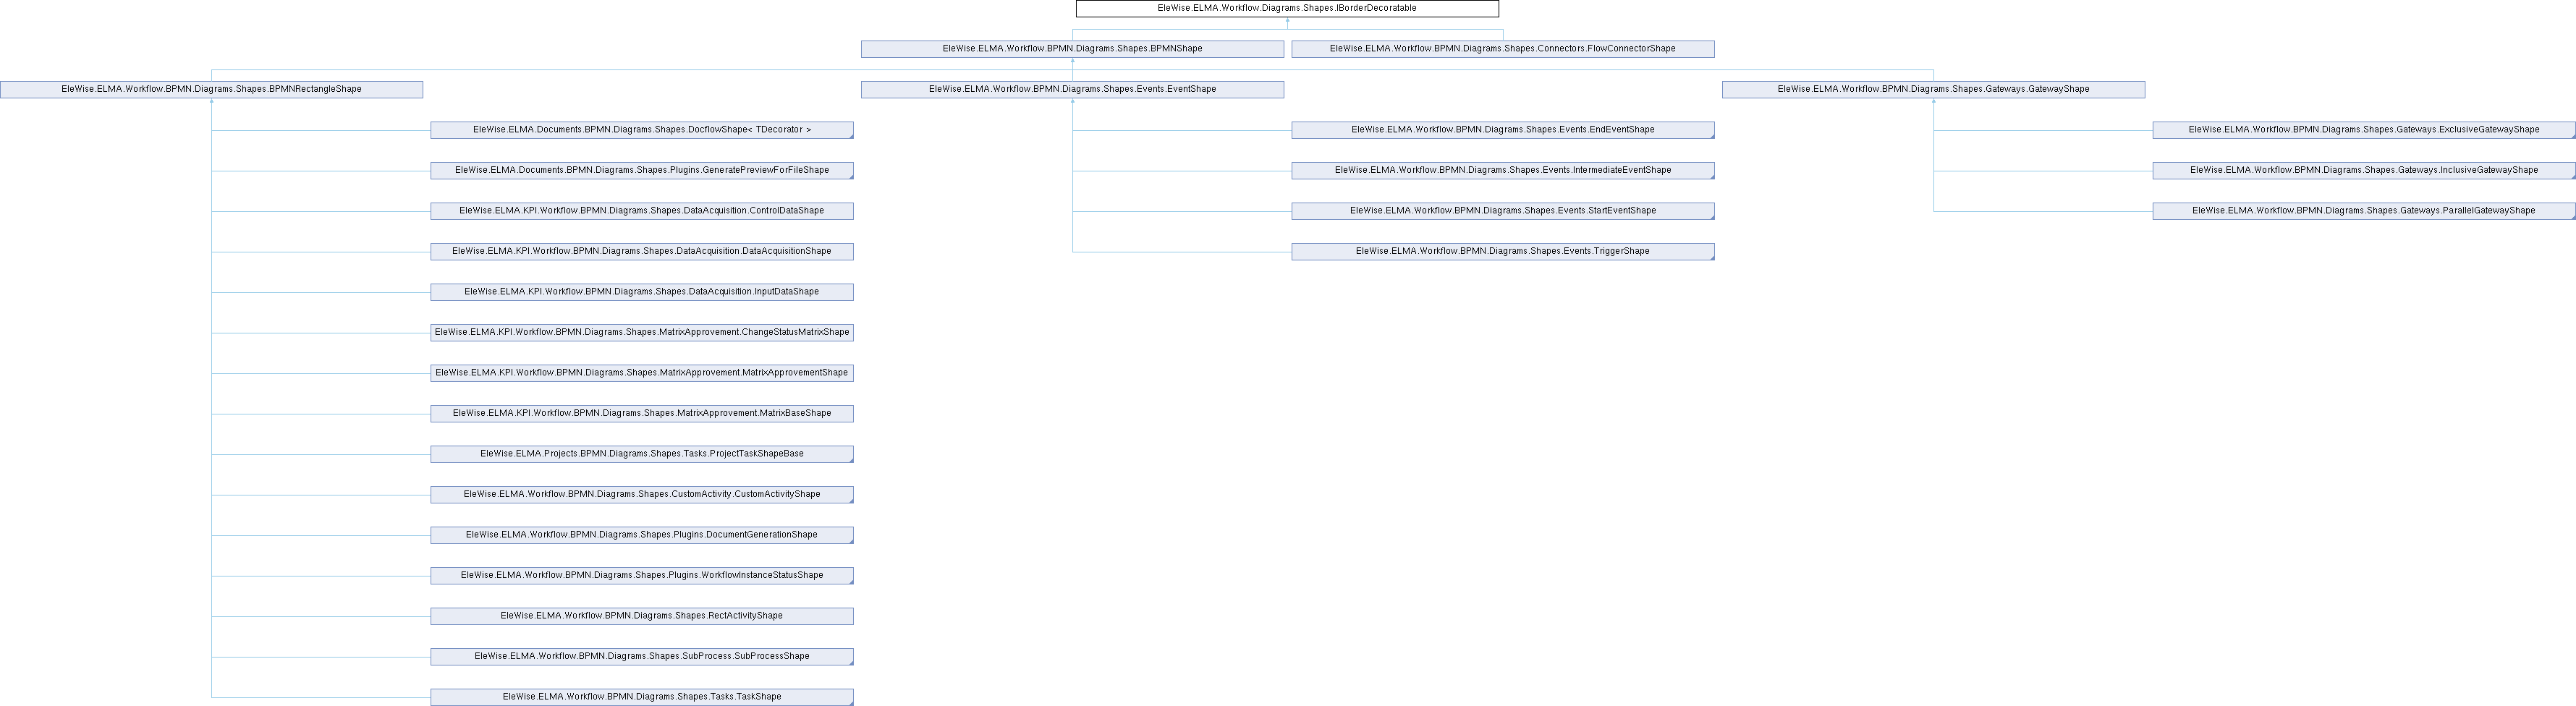 EleWise.ELMA.Workflow.Diagrams.Shapes.IBorderDecoratable
EleWise.ELMA.Workflow.BPMN.Diagrams.Shapes.BPMNShape
EleWise.ELMA.Workflow.BPMN.Diagrams.Shapes.Connectors.FlowConnectorShape
EleWise.ELMA.Workflow.BPMN.Diagrams.Shapes.BPMNRectangleShape
EleWise.ELMA.Workflow.BPMN.Diagrams.Shapes.Events.EventShape
EleWise.ELMA.Workflow.BPMN.Diagrams.Shapes.Gateways.GatewayShape
EleWise.ELMA.Documents.BPMN.Diagrams.Shapes.DocflowShape< TDecorator >
EleWise.ELMA.Workflow.BPMN.Diagrams.Shapes.Events.EndEventShape
EleWise.ELMA.Workflow.BPMN.Diagrams.Shapes.Gateways.ExclusiveGatewayShape
EleWise.ELMA.Documents.BPMN.Diagrams.Shapes.Plugins.GeneratePreviewForFileShape
EleWise.ELMA.Workflow.BPMN.Diagrams.Shapes.Events.IntermediateEventShape
EleWise.ELMA.Workflow.BPMN.Diagrams.Shapes.Gateways.InclusiveGatewayShape
EleWise.ELMA.KPI.Workflow.BPMN.Diagrams.Shapes.DataAcquisition.ControlDataShape
EleWise.ELMA.Workflow.BPMN.Diagrams.Shapes.Events.StartEventShape
EleWise.ELMA.Workflow.BPMN.Diagrams.Shapes.Gateways.ParallelGatewayShape
EleWise.ELMA.KPI.Workflow.BPMN.Diagrams.Shapes.DataAcquisition.DataAcquisitionShape
EleWise.ELMA.Workflow.BPMN.Diagrams.Shapes.Events.TriggerShape
EleWise.ELMA.KPI.Workflow.BPMN.Diagrams.Shapes.DataAcquisition.InputDataShape
EleWise.ELMA.KPI.Workflow.BPMN.Diagrams.Shapes.MatrixApprovement.ChangeStatusMatrixShape
EleWise.ELMA.KPI.Workflow.BPMN.Diagrams.Shapes.MatrixApprovement.MatrixApprovementShape
EleWise.ELMA.KPI.Workflow.BPMN.Diagrams.Shapes.MatrixApprovement.MatrixBaseShape
EleWise.ELMA.Projects.BPMN.Diagrams.Shapes.Tasks.ProjectTaskShapeBase
EleWise.ELMA.Workflow.BPMN.Diagrams.Shapes.CustomActivity.CustomActivityShape
EleWise.ELMA.Workflow.BPMN.Diagrams.Shapes.Plugins.DocumentGenerationShape
EleWise.ELMA.Workflow.BPMN.Diagrams.Shapes.Plugins.WorkflowInstanceStatusShape
EleWise.ELMA.Workflow.BPMN.Diagrams.Shapes.RectActivityShape
EleWise.ELMA.Workflow.BPMN.Diagrams.Shapes.SubProcess.SubProcessShape
EleWise.ELMA.Workflow.BPMN.Diagrams.Shapes.Tasks.TaskShape